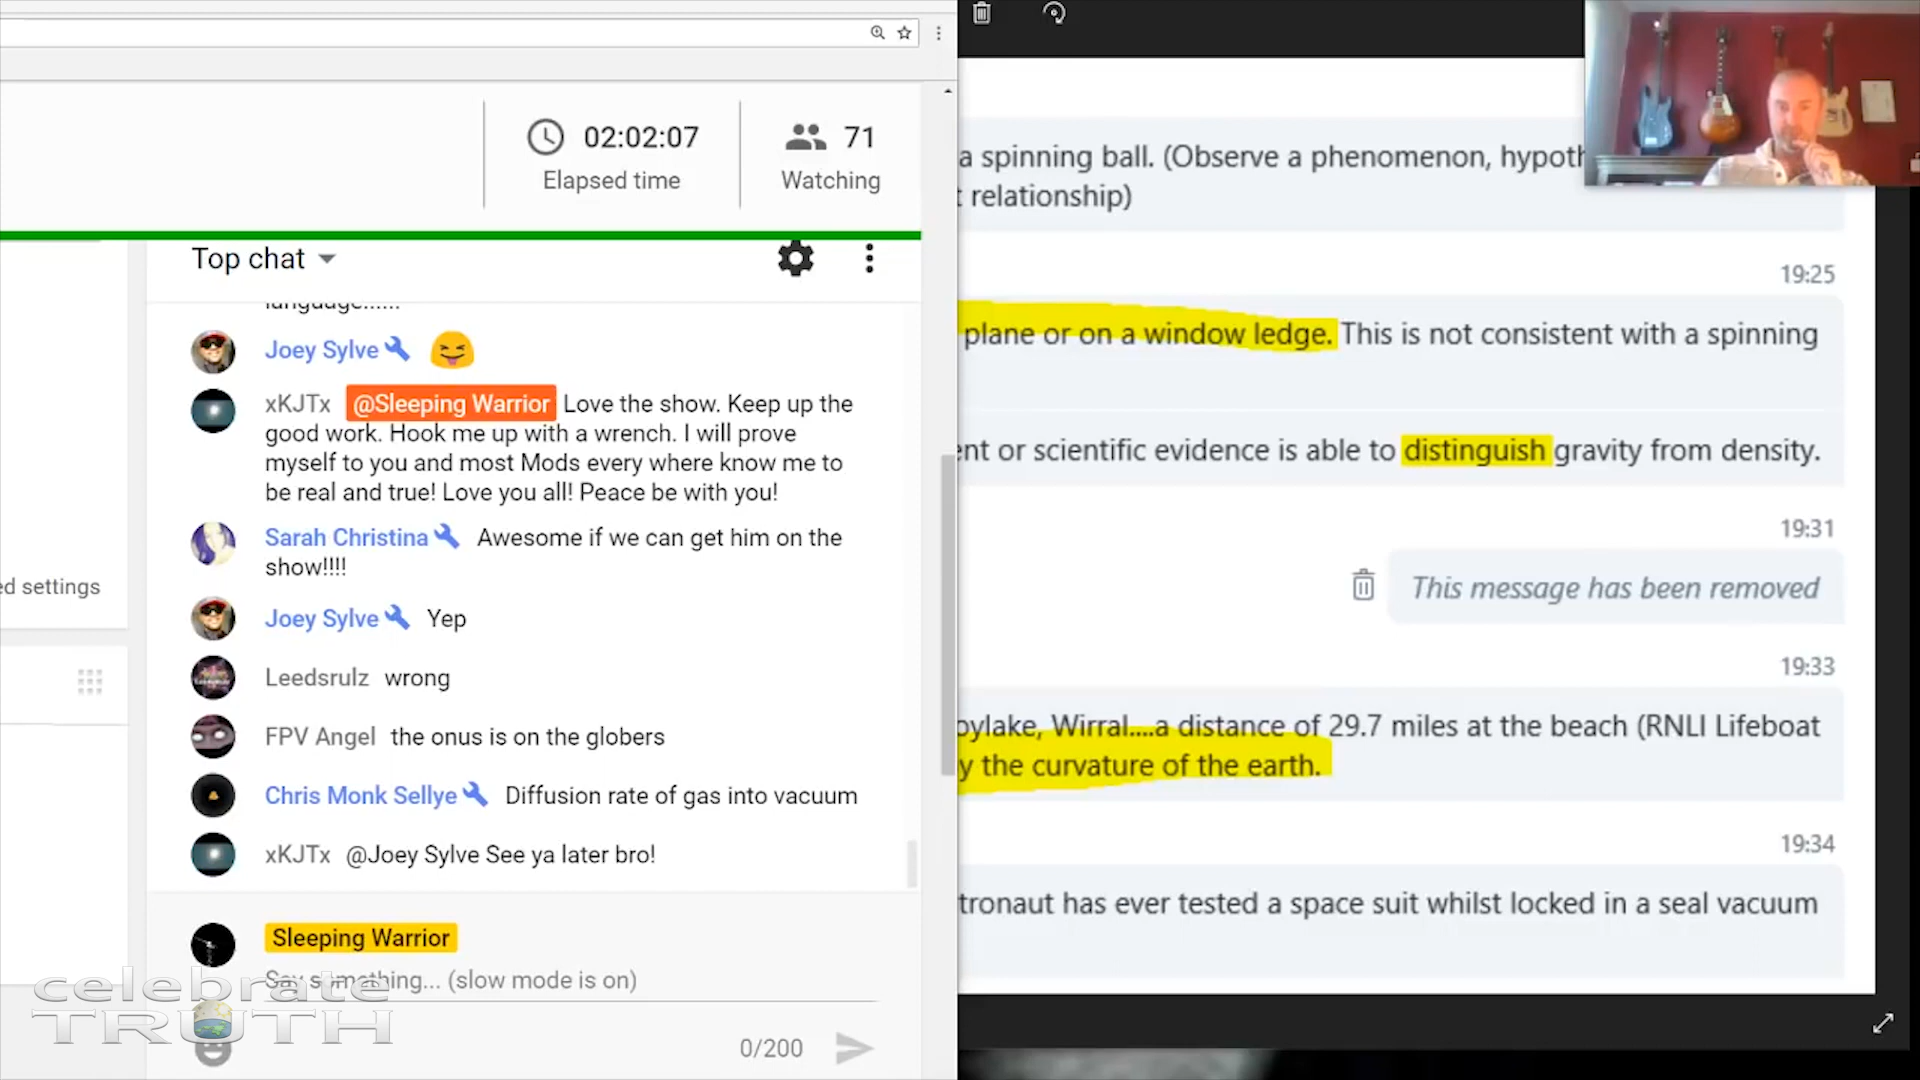 02:02:07
Elapsed time
71
Watching
Top chat
language......
Joey Sylve
xKJTx @Sleeping Warrior Love the show. Keep up the
good work. Hook me up with a wrench. I will prove
myself to you and most Mods every where know me to
be real and true! Love you all! Peace be with you!
Sarah Christina Awesome if we can get him on the
show!!!!
Joey Sylve Yep
Leedsrulz wrong
FPV Angel the onus is on the globers
Chris Monk Sellye Diffusion rate of gas into vacuum
xKJTx @Joey Sylve See ya later bro!
Sleeping Warrior
Say something... (slow mode is on)
0/200
ed settings
celebrate
TRUTH
a spinning ball. (Observe a phenomenon, hypoth
t relationship)
19:25
plane or on a window ledge. This is not consistent with a spinning
ent or scientific evidence is able to distinguish gravity from density.
19:31
This message has been removed
19:33
oylake, Wirral....a distance of 29.7 miles at the beach (RNLI Lifeboat
y the curvature of the earth.
19:34
tronaut has ever tested a space suit whilst locked in a seal vacuum